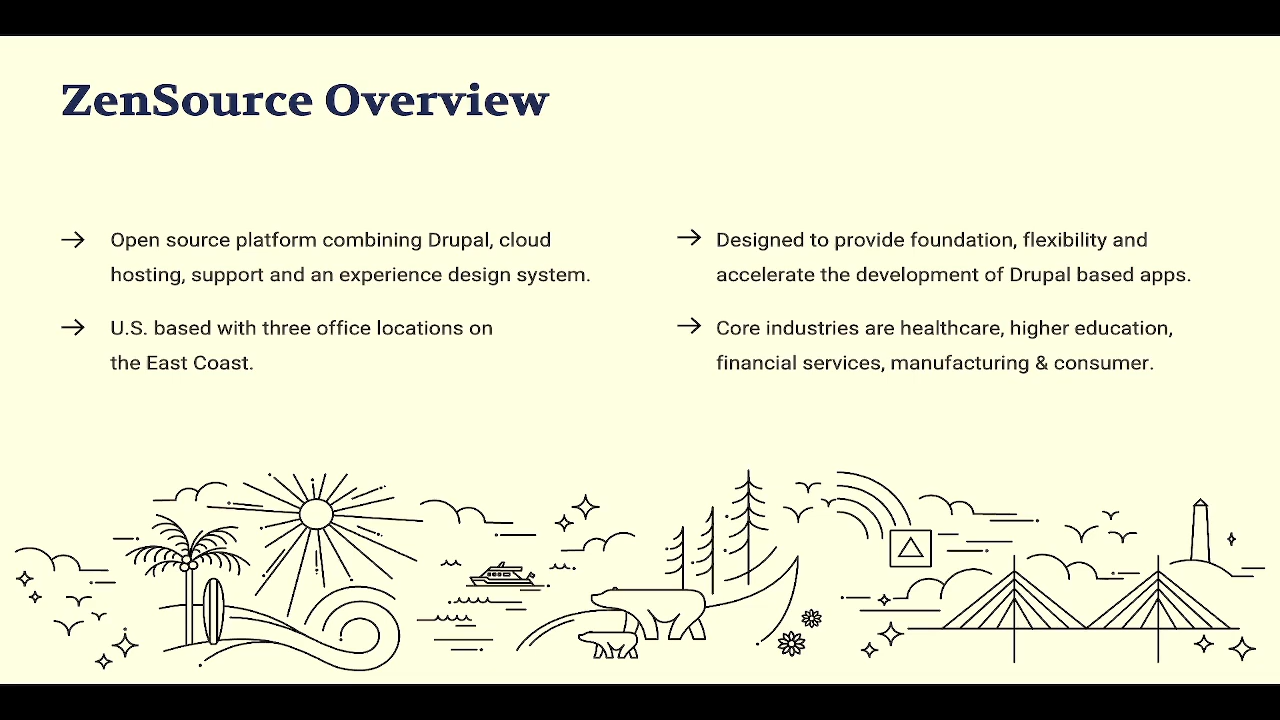 ZenSource Overview
Open source platform combining Drupal, cloud
hosting, support and an experience design system.
U.S. based with three office locations on
the East Coast.
Designed to provide foundation, flexibility and
accelerate the development of Drupal based apps.
Core industries are healthcare, higher education,
financial services, manufacturing & consumer.